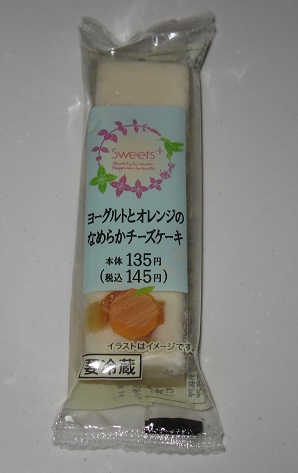 Sweets+
ヨーグルトとオレンジの
なめらかチーズケーキ
本体 135円
(税込 145円)
イラストはイメージです。
要冷蔵